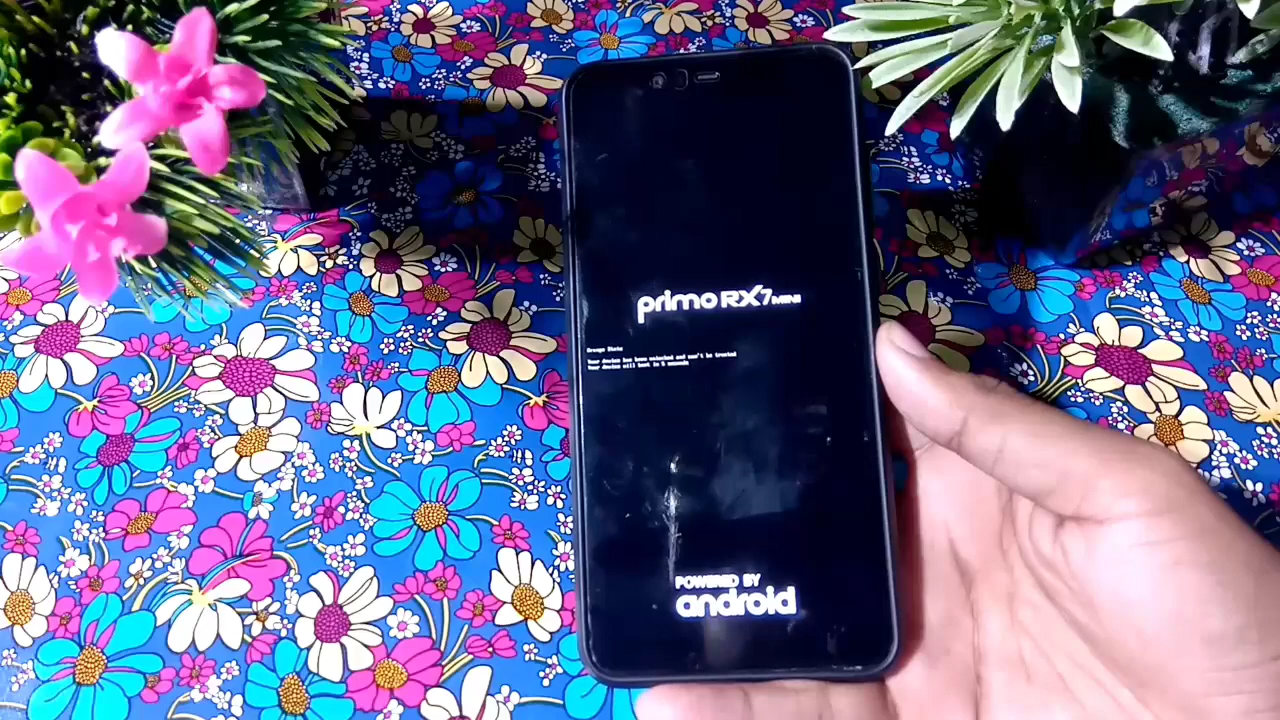 primo RX7 MINI
Orange State
Your device has been unlocked and can't be trusted
Your device will boot in 5 seconds
POWERED BY
android